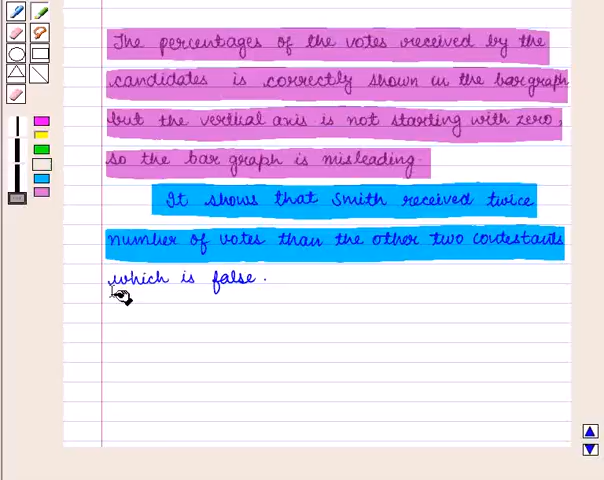 The percentages of the votes received by the
candidates is correctly shown in the bar graph
but the vertical axis is not starting with zero,
so the bar graph is misleading.
It shows that Smith received twice
number of votes than the other two contestants
which is false.